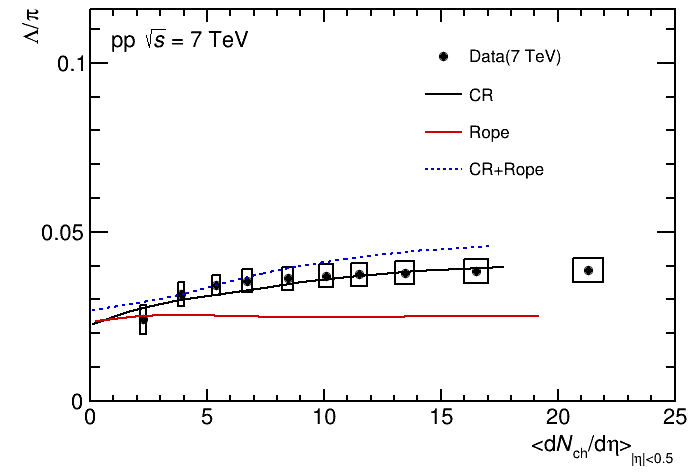 Λ/π
pp √s = 7 TeV
Data(7 TeV)
CR
Rope
CR+Rope
0.1
0.05
0
0 5 10 15 20 25
<dN_ch/dη>_|η|<0.5